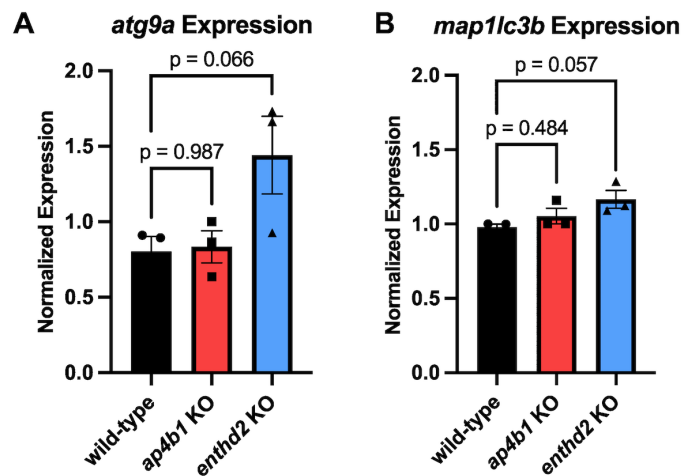 A
atg9a Expression
Normalized Expression
2.0
1.5
1.0
0.5
0.0
p = 0.066
p = 0.987
wild-type
ap4b1 KO
enthd2 KO
B
map1lc3b Expression
Normalized Expression
2.0
1.5
1.0
0.5
0.0
p = 0.057
p = 0.484
wild-type
ap4b1 KO
enthd2 KO